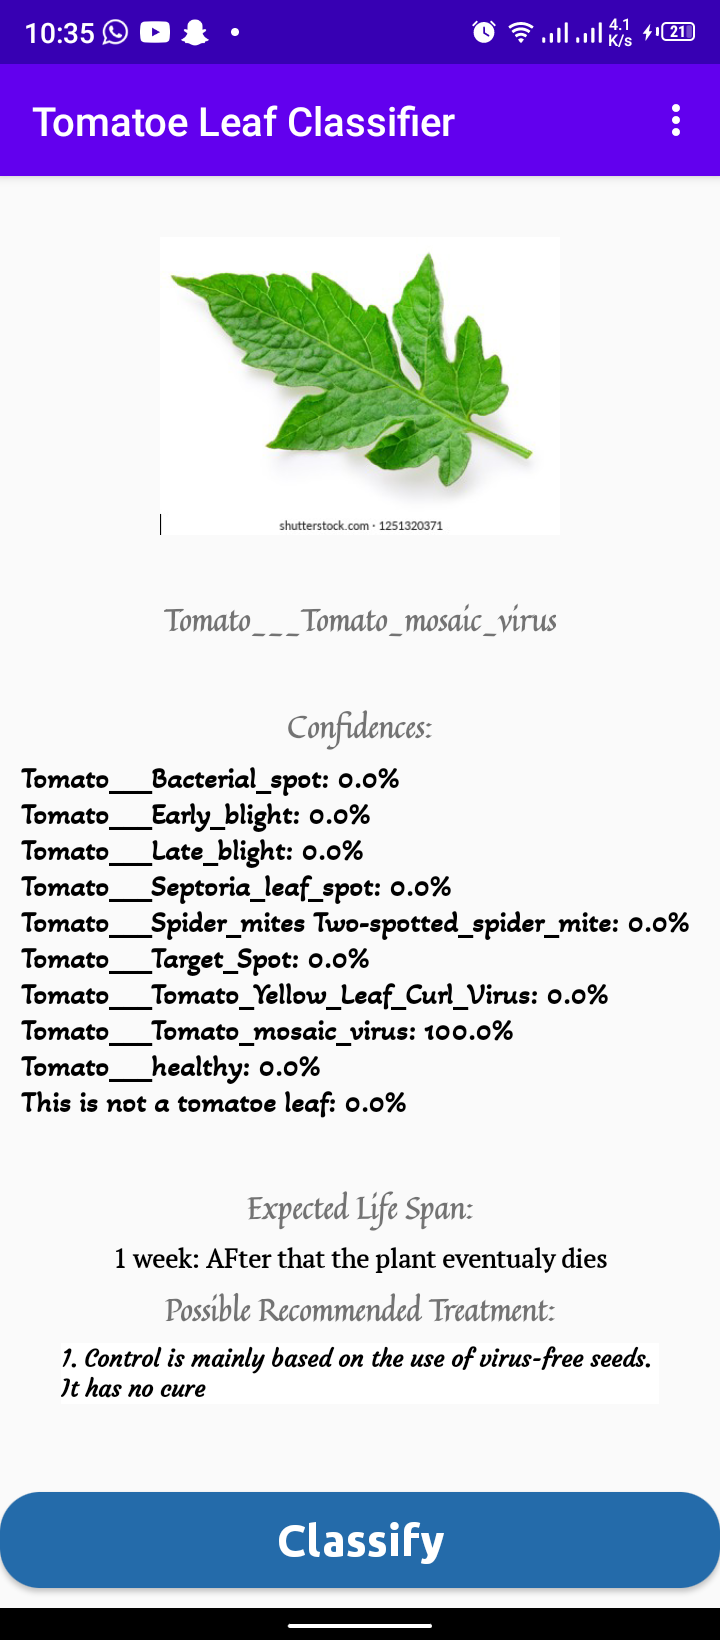 10:35 4.1 K/s 21
Tomatoe Leaf Classifier
shutterstock.com · 1251320371
Tomato___Tomato_mosaic_virus
Confidences:
Tomato___Bacterial_spot: 0.0%
Tomato___Early_blight: 0.0%
Tomato___Late_blight: 0.0%
Tomato___Septoria_leaf_spot: 0.0%
Tomato___Spider_mites Two-spotted_spider_mite: 0.0%
Tomato___Target_Spot: 0.0%
Tomato___Tomato_Yellow_Leaf_Curl_Virus: 0.0%
Tomato___Tomato_mosaic_virus: 100.0%
Tomato___healthy: 0.0%
This is not a tomatoe leaf: 0.0%
Expected Life Span:
1 week: AFter that the plant eventualy dies
Possible Recommended Treatment:
1. Control is mainly based on the use of virus-free seeds.
It has no cure
Classify